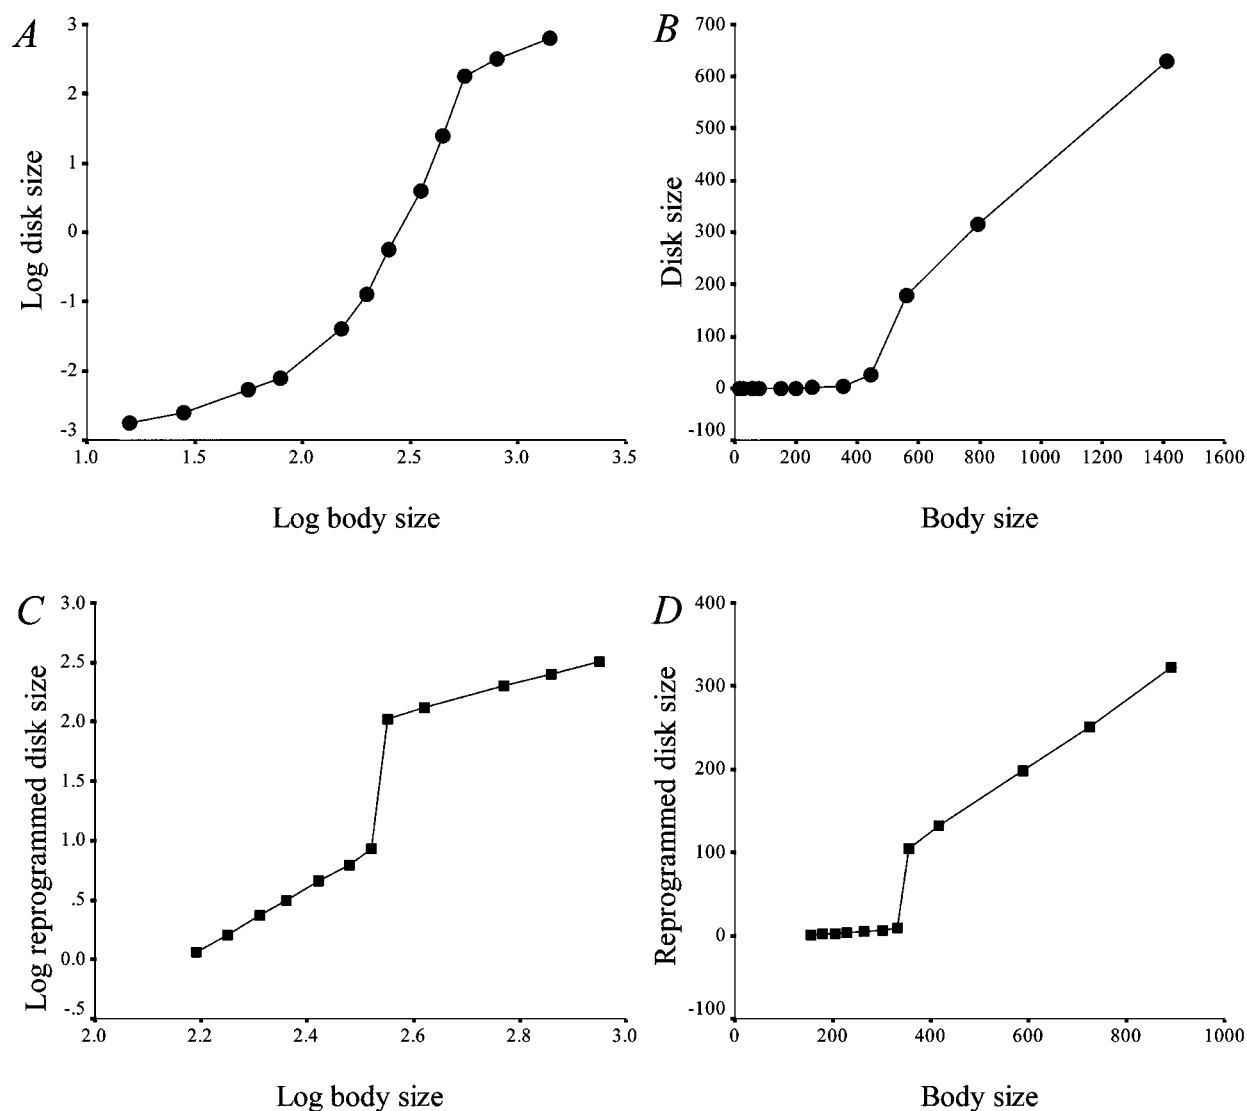 A
3
2
1
0
-1
-2
-3
Log disk size
1.0 1.5 2.0 2.5 3.0 3.5
Log body size
B
700
600
500
400
300
200
100
0
-100
Disk size
0 200 400 600 800 1000 1200 1400 1600
Body size
C
3.0
2.5
2.0
1.5
1.0
.5
0.0
-.5
Log reprogrammed disk size
2.0 2.2 2.4 2.6 2.8 3.0
Log body size
D
400
300
200
100
0
-100
Reprogrammed disk size
0 200 400 600 800 1000
Body size